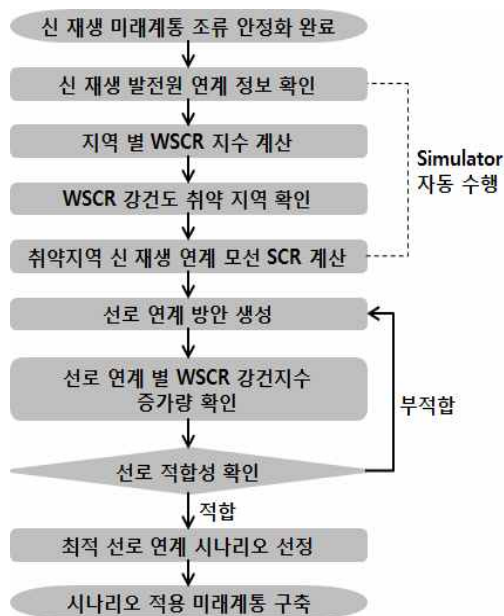 신 재생 미래계통 조류 안정화 완료
신 재생 발전원 연계 정보 확인
지역 별 WSCR 지수 계산
WSCR 강건도 취약 지역 확인
취약지역 신 재생 연계 모선 SCR 계산
Simulator
자동 수행
선로 연계 방안 생성
선로 연계 별 WSCR 강건지수
증가량 확인
부적합
선로 적합성 확인
적합
최적 선로 연계 시나리오 선정
시나리오 적용 미래계통 구축